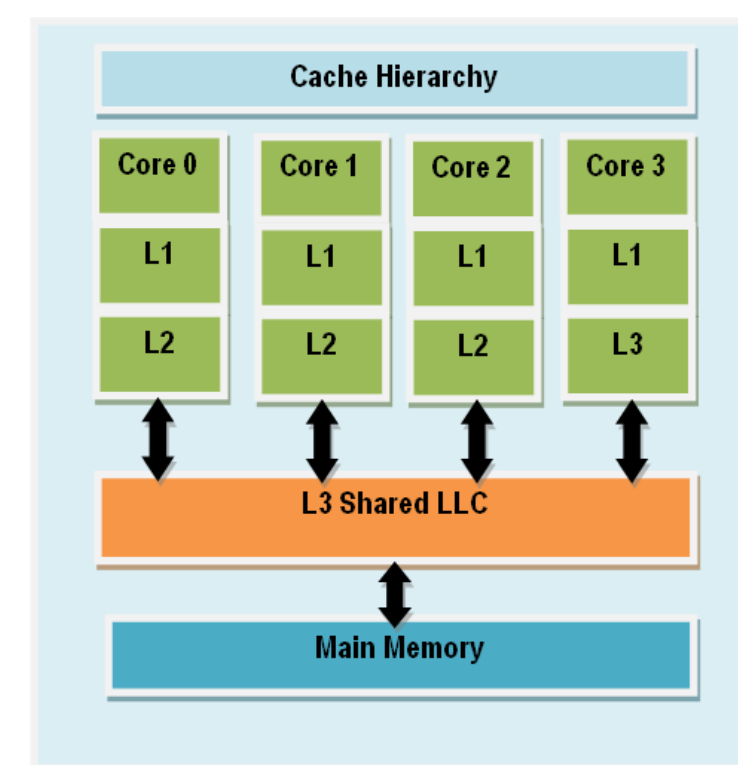 Cache Hierarchy
Core 0
Core 1
Core 2
Core 3
L1
L1
L1
L1
L2
L2
L2
L3
L3 Shared LLC
Main Memory